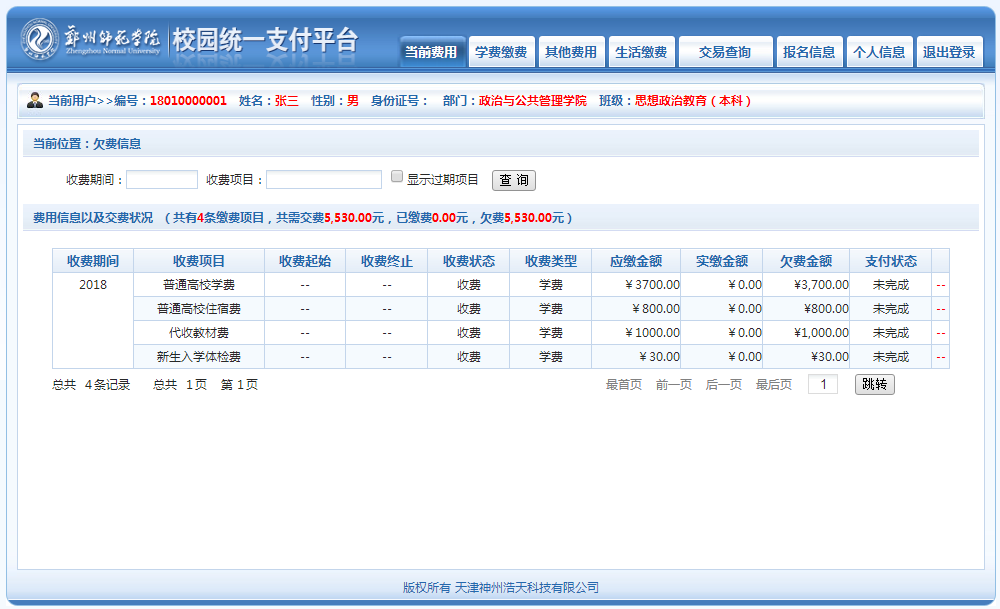 郑州师范学院 校园统一支付平台
Zhengzhou Normal University
当前费用 学费缴费 其他费用 生活缴费 交易查询 报名信息 个人信息 退出登录
当前用户>>编号：18010000001 姓名：张三 性别：男 身份证号： 部门：政治与公共管理学院 班级：思想政治教育（本科）
当前位置：欠费信息
收费期间： 收费项目： 显示过期项目 查 询
费用信息以及交费状况 （共有4条缴费项目，共需交费5,530.00元，已缴费0.00元，欠费5,530.00元）
收费期间 收费项目 收费起始 收费终止 收费状态 收费类型 应缴金额 实缴金额 欠费金额 支付状态
2018 普通高校学费 -- -- 收费 学费 ￥3700.00 ￥0.00 ¥3,700.00 未完成 --
普通高校住宿费 -- -- 收费 学费 ￥800.00 ￥0.00 ¥800.00 未完成 --
代收教材费 -- -- 收费 学费 ￥1000.00 ￥0.00 ¥1,000.00 未完成 --
新生入学体检费 -- -- 收费 学费 ￥30.00 ￥0.00 ¥30.00 未完成 --
总共 4条记录 总共 1页 第1页 最首页 前一页 后一页 最后页 1 跳转
版权所有 天津神州浩天科技有限公司